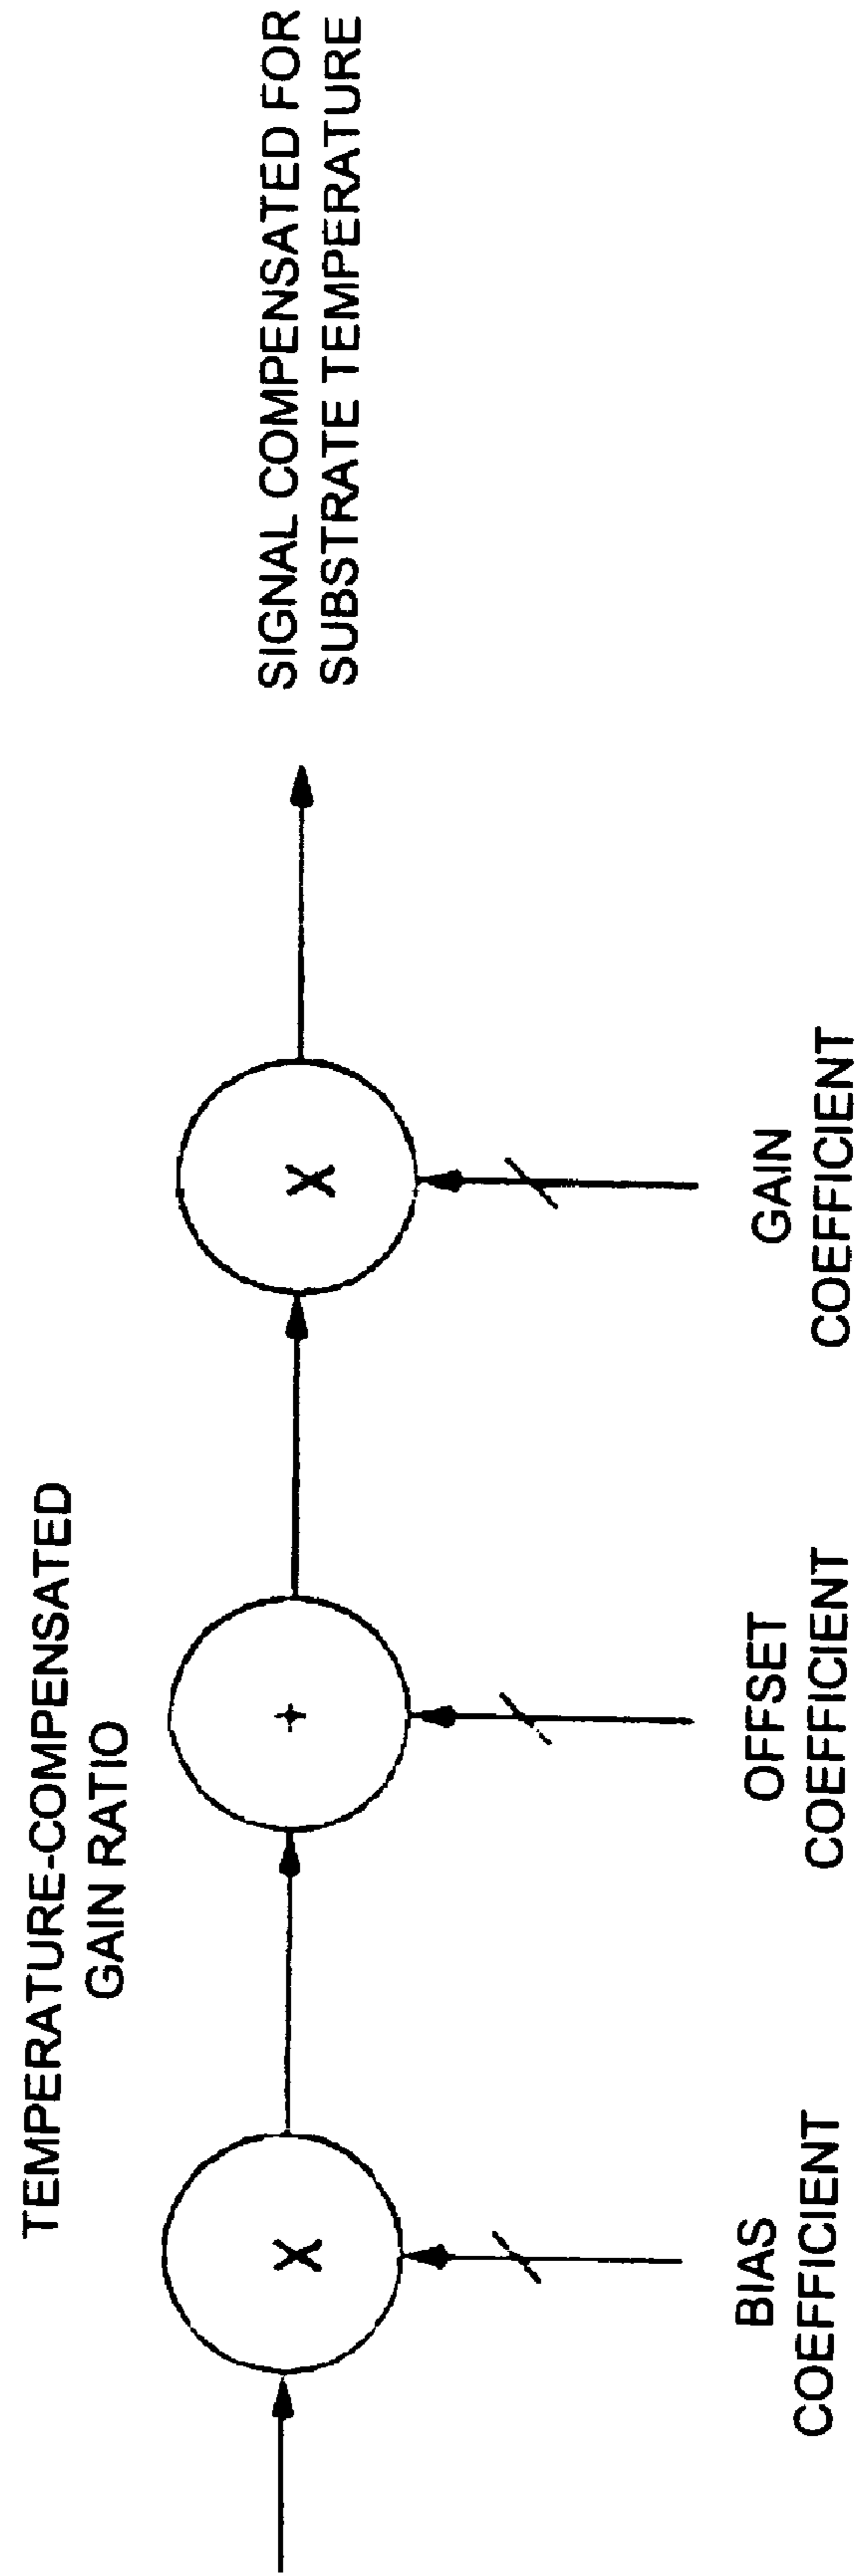 TEMPERATURE-COMPENSATED
GAIN RATIO
SIGNAL COMPENSATED FOR
SUBSTRATE TEMPERATURE
X
+
X
BIAS
COEFFICIENT
OFFSET
COEFFICIENT
GAIN
COEFFICIENT